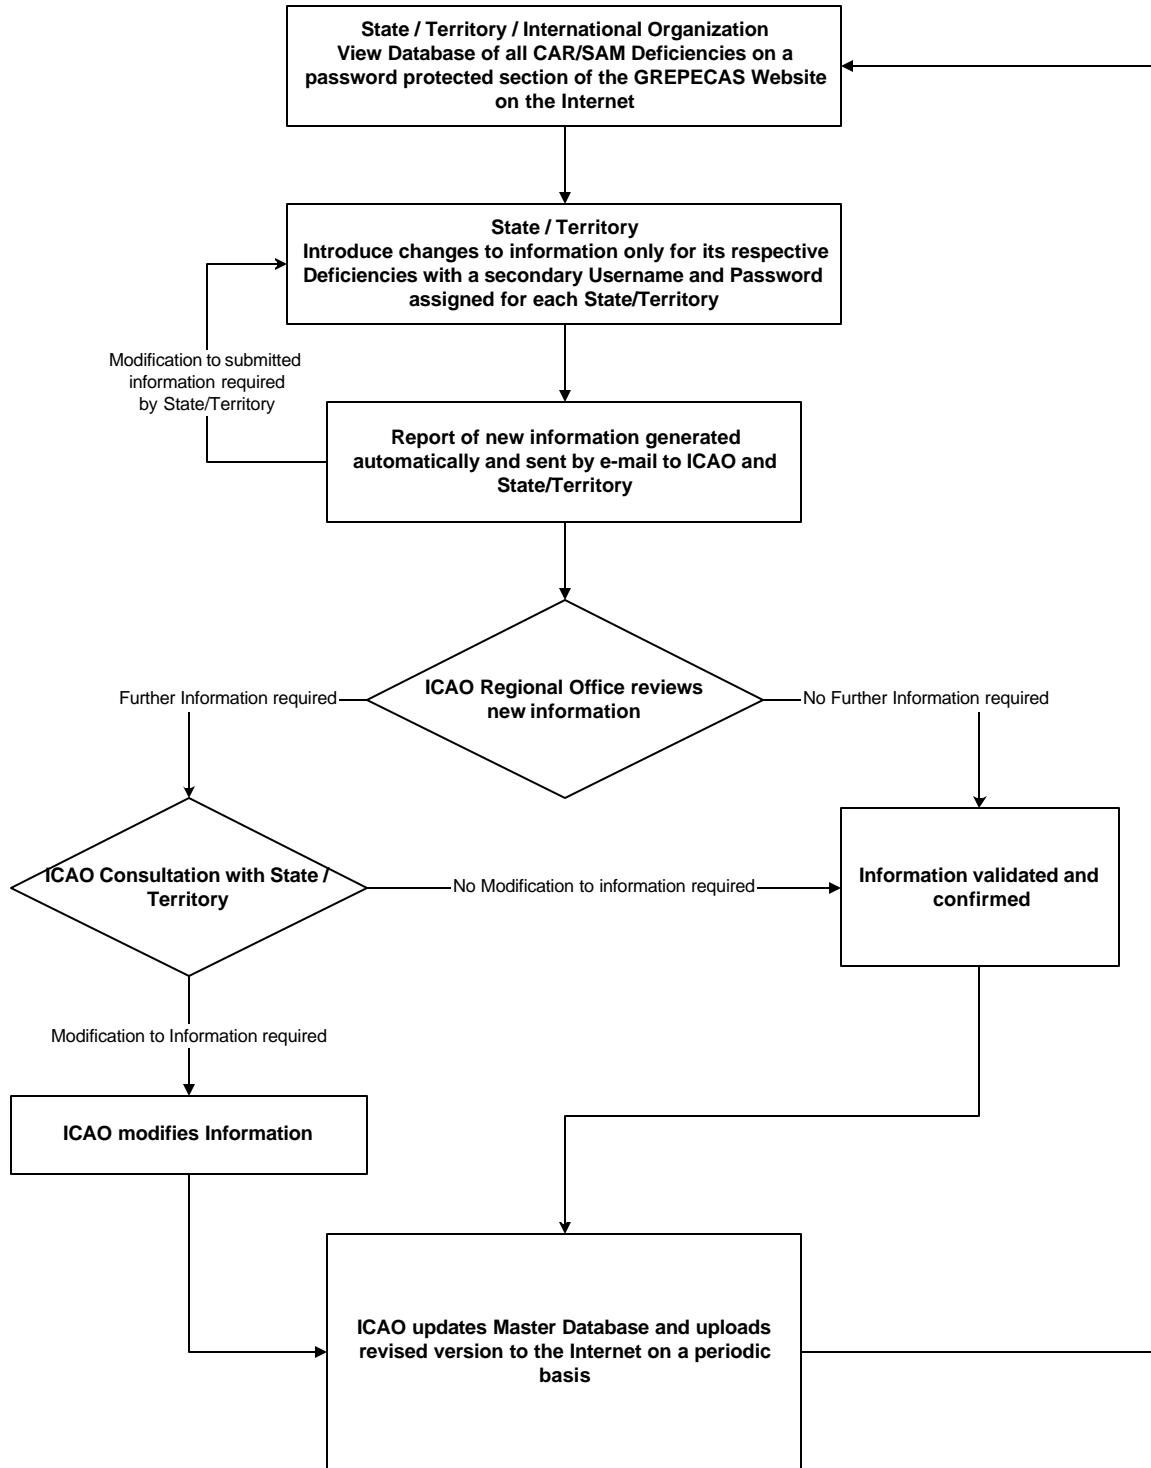 State / Territory / International Organization
View Database of all CAR/SAM Deficiencies on a
password protected section of the GREPECAS Website
on the Internet
State / Territory
Introduce changes to information only for its respective
Deficiencies with a secondary Username and Password
assigned for each State/Territory
Modification to submitted
information required
by State/Territory
Report of new information generated
automatically and sent by e-mail to ICAO and
State/Territory
ICAO Regional Office reviews
new information
Further Information required
No Further Information required
ICAO Consultation with State /
Territory
No Modification to information required
Information validated and
confirmed
Modification to Information required
ICAO modifies Information
ICAO updates Master Database and uploads
revised version to the Internet on a periodic
basis